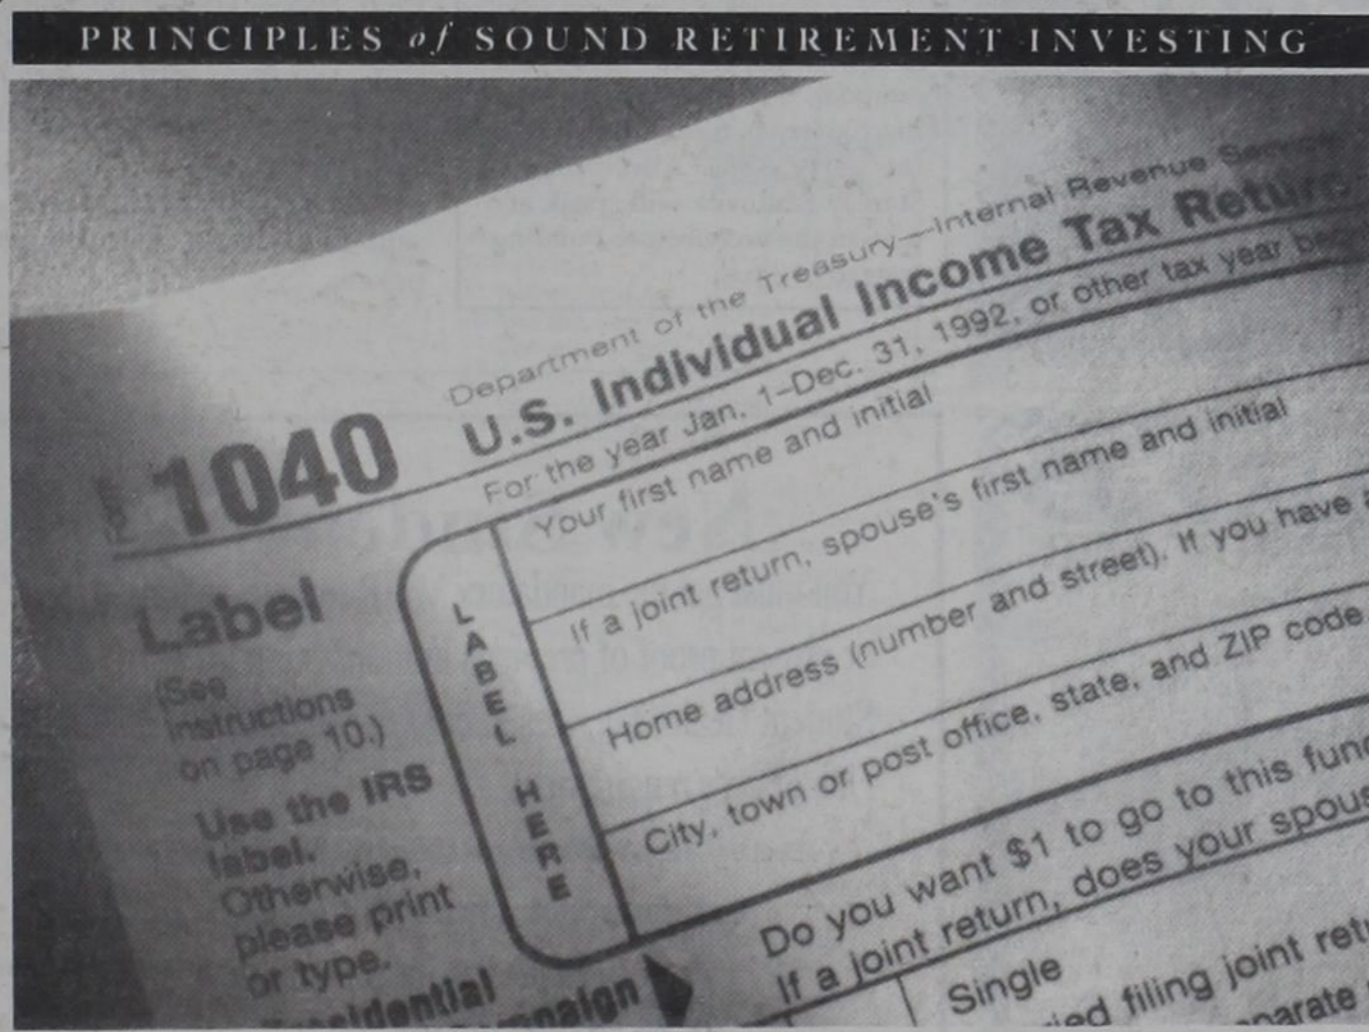 PRINCIPLES of SOUND RETIREMENT INVESTING
Department of the Treasury—Internal Revenue
1040
U.S. Individual Income Tax Return
For the year Jan. 1–Dec. 31, 1992, or other tax year
Your first name and initial
If a joint return, spouse's first name and initial
Home address (number and street). If you have
City, town or post office, state, and ZIP code
Label
(See
instructions
on page 10.)
Use the IRS
label.
Otherwise,
please print
or type.
LABEL HERE
Do you want $1 to go to this
If a joint return, does your
Single
filing joint